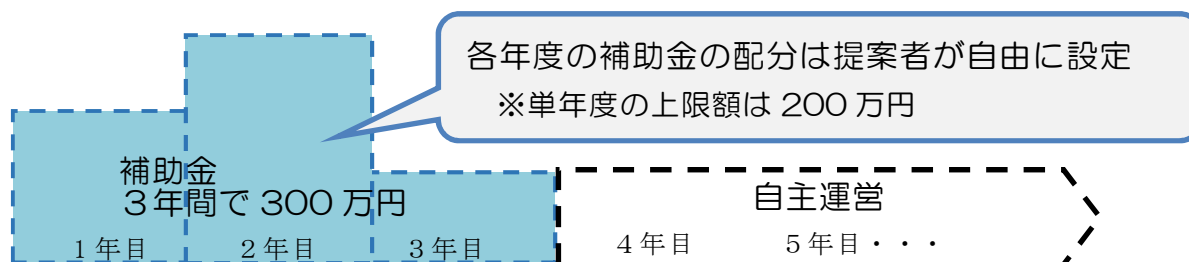 各年度の補助金の配分は提案者が自由に設定
※単年度の上限額は 200 万円
補助金
３年間で 300 万円
自主運営
１年目
２年目
３年目
４年目
５年目・・・